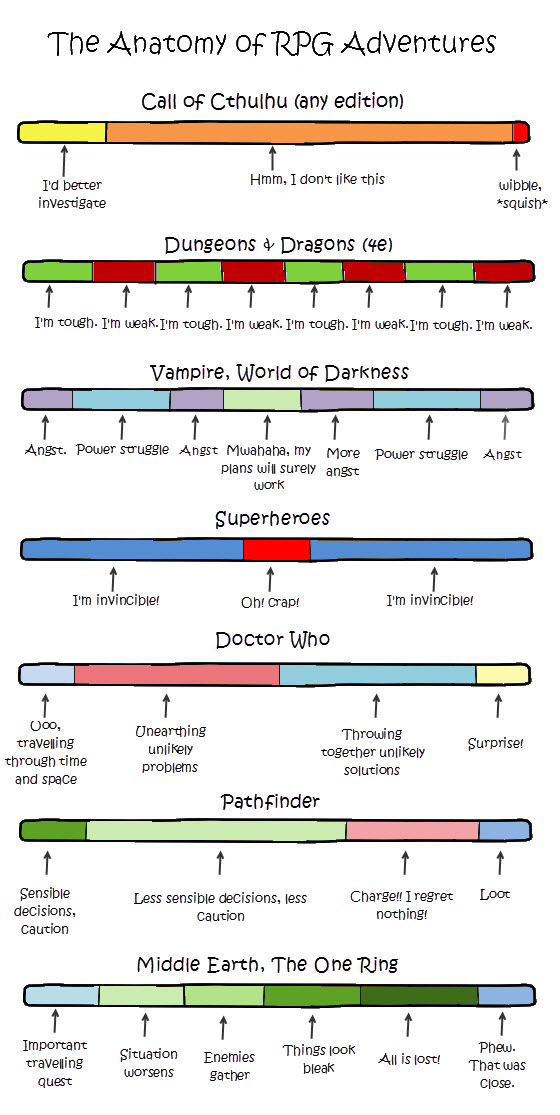 The Anatomy of RPG Adventures
Call of Cthulhu (any edition)
I'd better
investigate
Hmm, I don't like this
wibble,
*squish*
Dungeons & Dragons (4e)
I'm tough. I'm weak. I'm tough. I'm weak. I'm tough. I'm weak. I'm tough. I'm weak.
Vampire, World of Darkness
Angst.
Power struggle
Angst
Mwahaha, my
plans will surely
work
More
angst
Power struggle
Angst
Superheroes
I'm invincible!
Oh! crap!
I'm invincible!
Doctor Who
Ooo,
travelling
through time
and space
Unearthing
unlikely
problems
Throwing
together unlikely
solutions
Surprise!
Pathfinder
Sensible
decisions,
caution
Less sensible decisions, less
caution
Charge!! I regret
nothing!
Loot
Middle Earth, The One Ring
Important
travelling
quest
Situation
worsens
Enemies
gather
Things look
bleak
All is lost!
Phew.
That was
close.